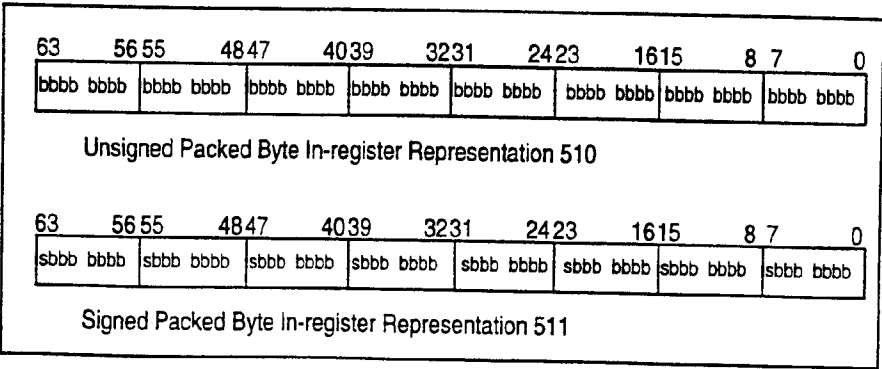 63 56 55 48 47 40 39 32 31 24 23 16 15 8 7 0
bbbb bbbb bbbb bbbb bbbb bbbb bbbb bbbb bbbb bbbb bbbb bbbb bbbb bbbb bbbb bbbb
Unsigned Packed Byte In-register Representation 510
63 56 55 48 47 40 39 32 31 24 23 16 15 8 7 0
sbbb bbbb sbbb bbbb sbbb bbbb sbbb bbbb sbbb bbbb sbbb bbbb sbbb bbbb sbbb bbbb
Signed Packed Byte In-register Representation 511